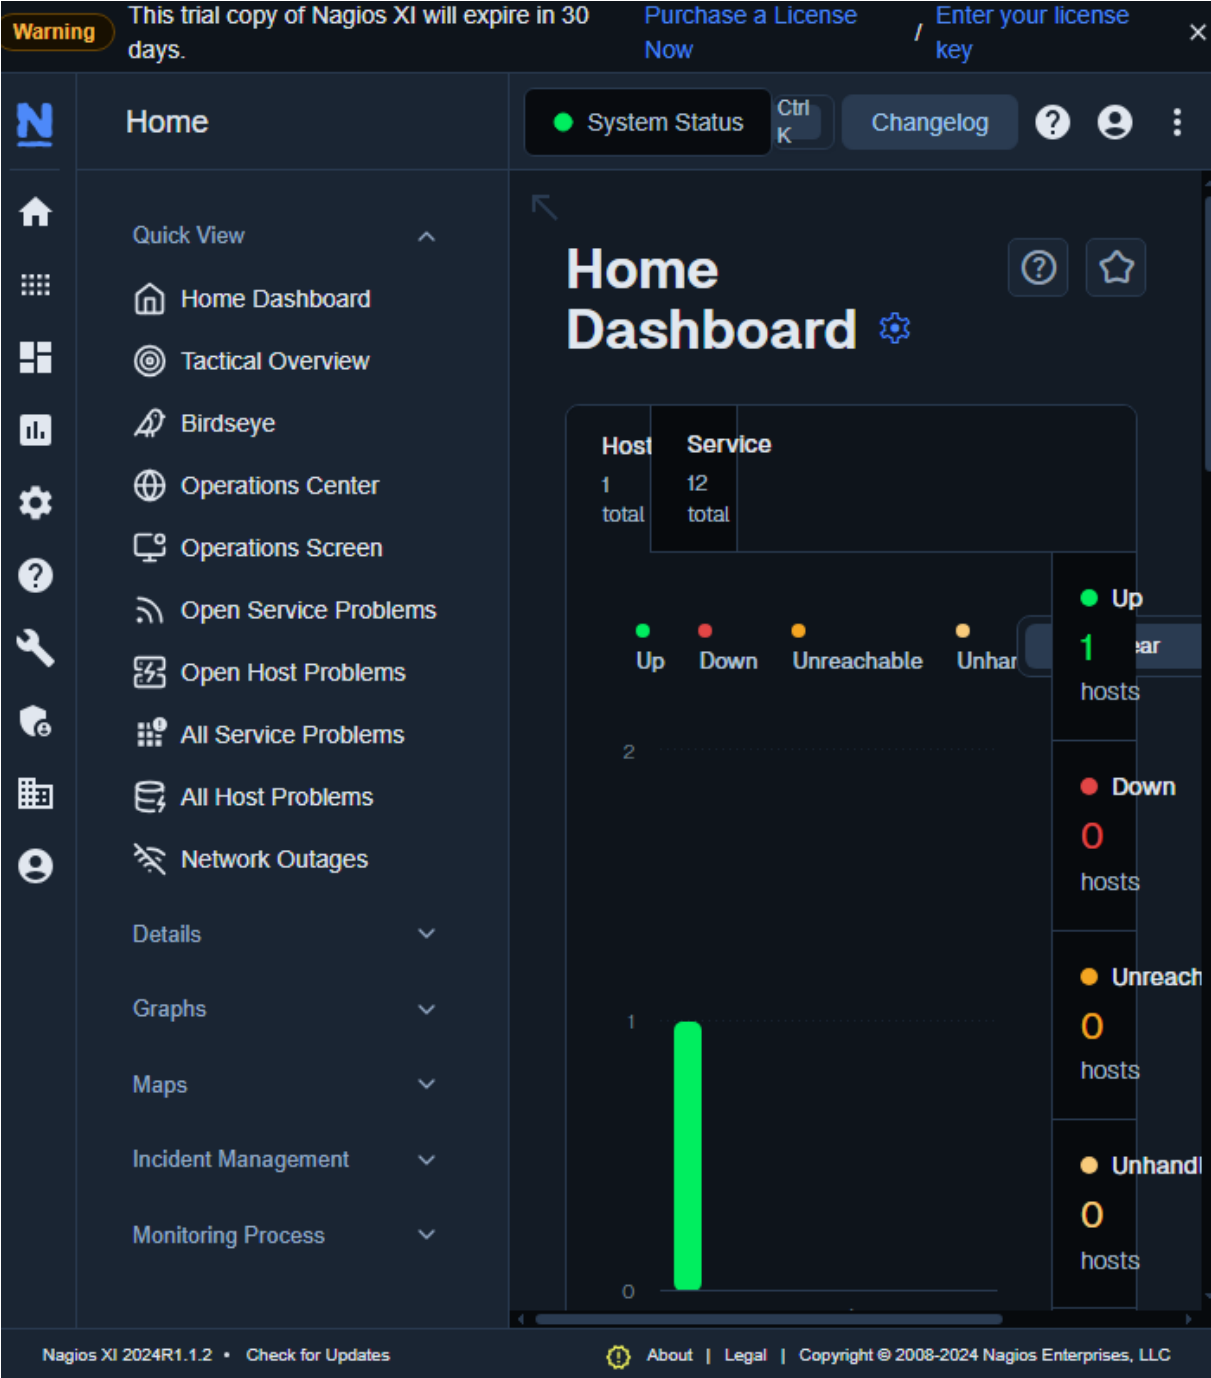 Warning
This trial copy of Nagios XI will expire in 30
days.
Purchase a License
Now
/
Enter your license
key
Home
System Status
Ctrl
K
Changelog
Quick View
Home Dashboard
Tactical Overview
Birdseye
Operations Center
Operations Screen
Open Service Problems
Open Host Problems
All Service Problems
All Host Problems
Network Outages
Details
Graphs
Maps
Incident Management
Monitoring Process
Home
Dashboard
Host
1
total
Service
12
total
Up
Down
Unreachable
Unhan
ear
2
1
0
Up
1
hosts
Down
0
hosts
Unreach
0
hosts
Unhandl
0
hosts
Nagios XI 2024R1.1.2 • Check for Updates
About | Legal | Copyright © 2008-2024 Nagios Enterprises, LLC